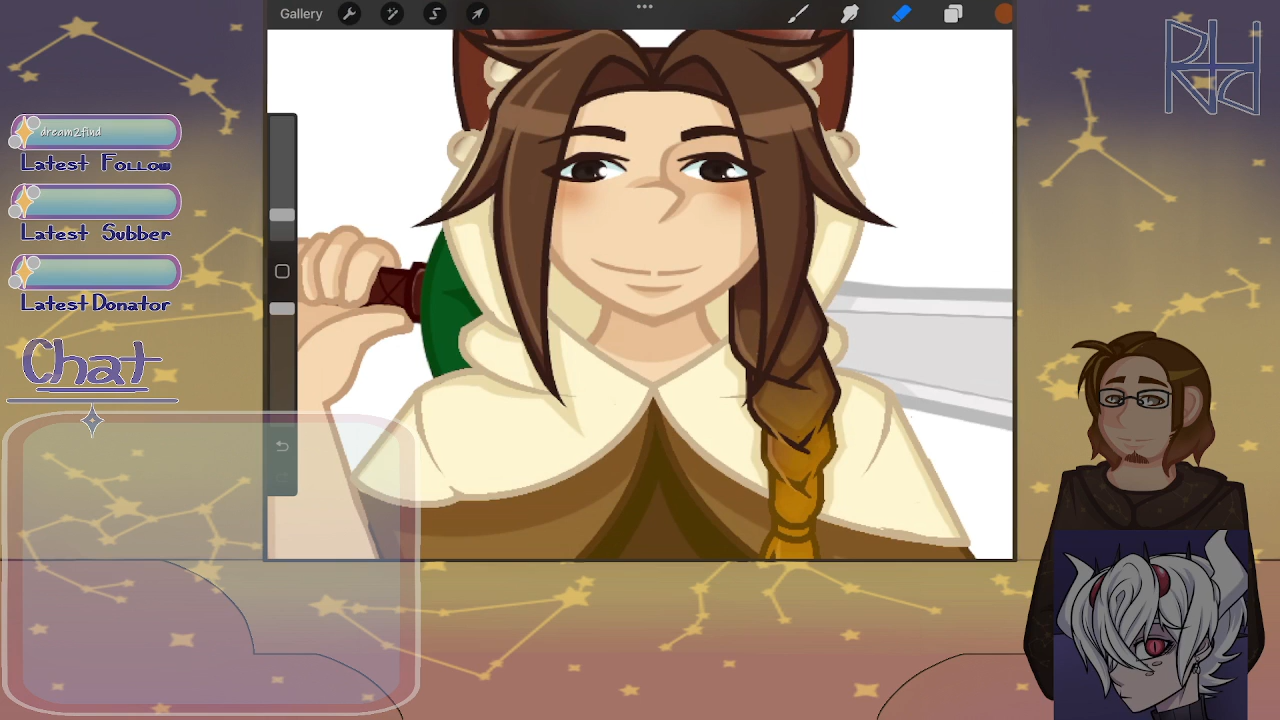 Gallery
dream2find
Latest Follow
Latest Subber
Latest Donator
Chat